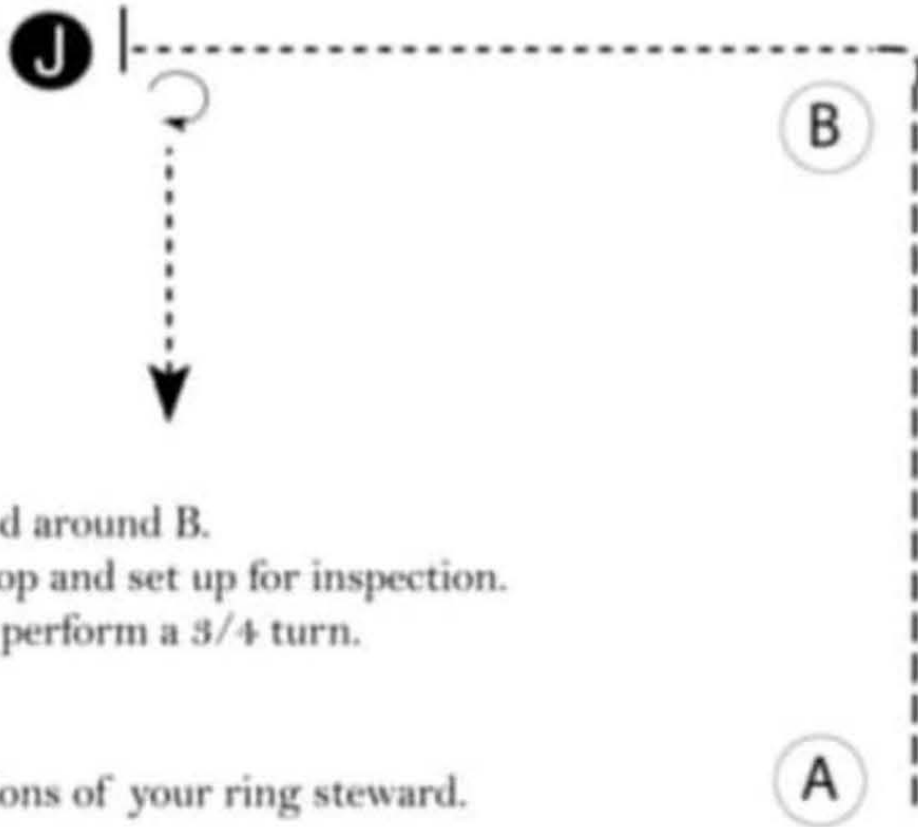 J
B
d around B.
op and set up for inspection.
perform a 3/4 turn.
A
ons of your ring steward.